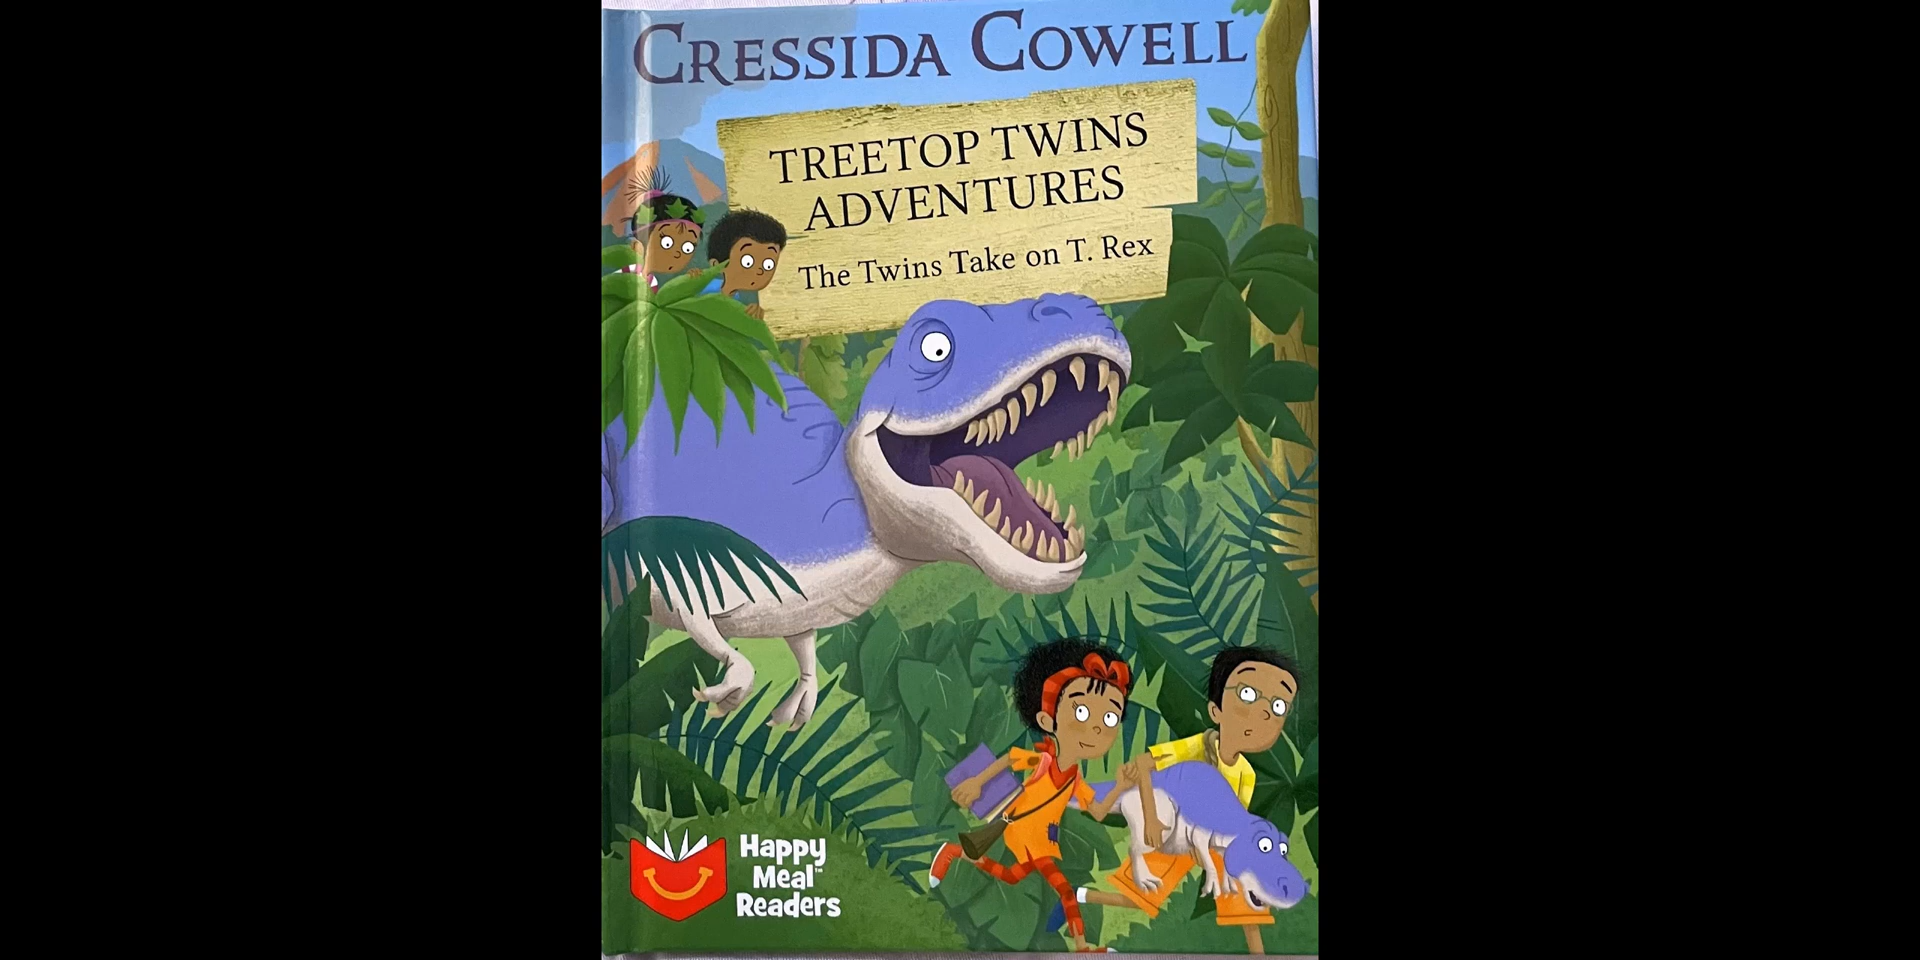 CRESSIDA COWELL
TREETOP TWINS
ADVENTURES
The Twins Take on T. Rex
Happy
Meal™
Readers